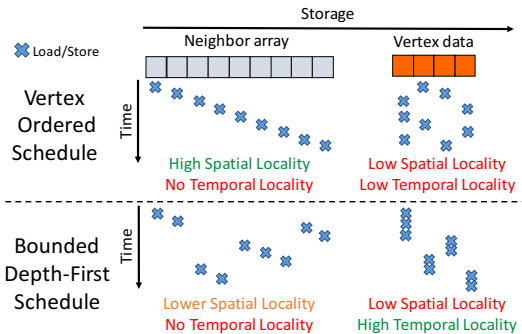 Storage
Load/Store
Neighbor array
Vertex data
Vertex
Ordered
Schedule
Time
High Spatial Locality
No Temporal Locality
Low Spatial Locality
Low Temporal Locality
Bounded
Depth-First
Schedule
Time
Lower Spatial Locality
No Temporal Locality
Low Spatial Locality
High Temporal Locality